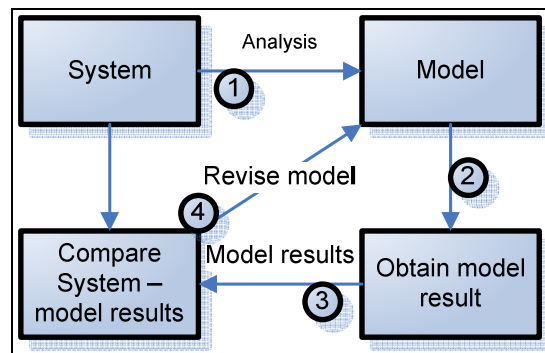 Analysis
System
Model
1
2
Revise model
4
Compare
System –
model results
Model results
Obtain model
result
3